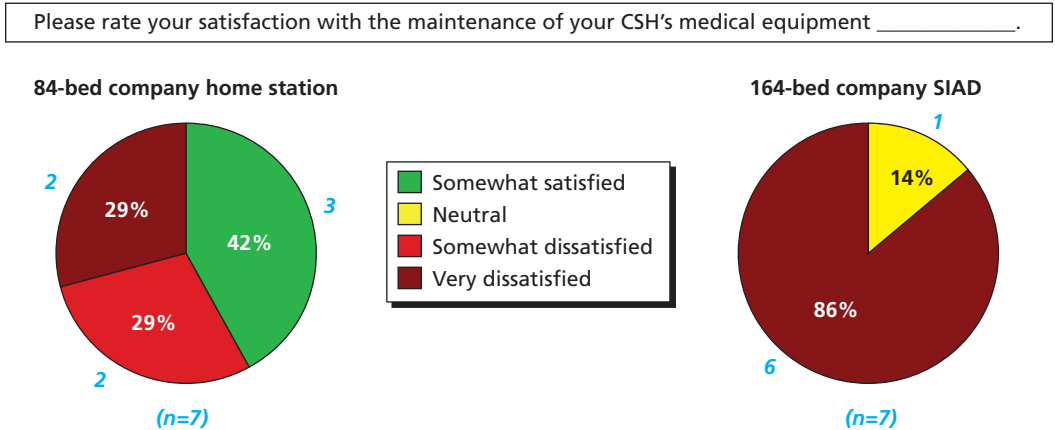 Please rate your satisfaction with the maintenance of your CSH’s medical equipment _____________.
84-bed company home station
2
29%
42%
3
29%
2
(n=7)
Somewhat satisfied
Neutral
Somewhat dissatisfied
Very dissatisfied
164-bed company SIAD
1
14%
86%
6
(n=7)